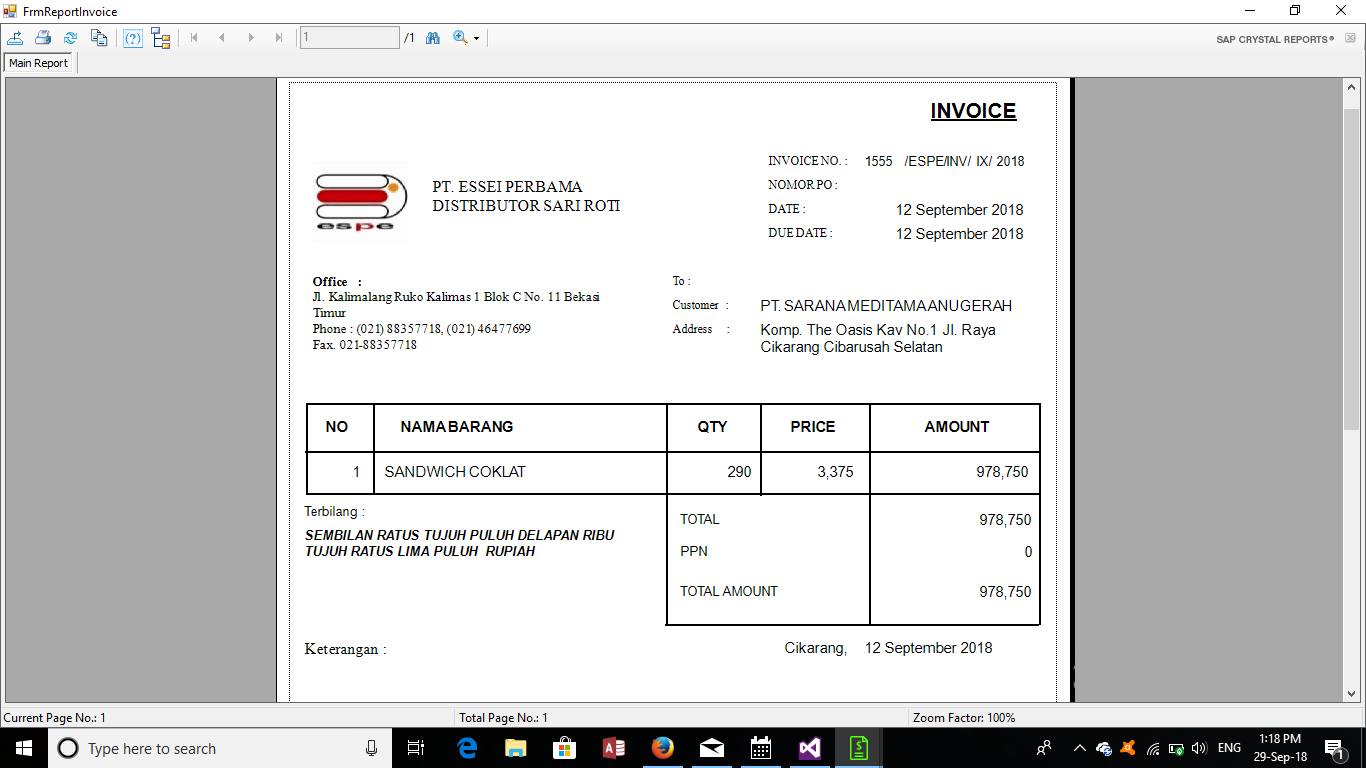 FrmReportInvoice
1 /1
SAP CRYSTAL REPORTS®
Main Report
INVOICE
INVOICE NO. : 1555 /ESPE/INV/ IX/ 2018
NOMOR PO :
DATE : 12 September 2018
DUE DATE : 12 September 2018
espe
PT. ESSEI PERBAMA
DISTRIBUTOR SARI ROTI
Office :
Jl. Kalimalang Ruko Kalimas 1 Blok C No. 11 Bekasi
Timur
Phone : (021) 88357718, (021) 46477699
Fax. 021-88357718
To :
Customer : PT. SARANA MEDITAMA ANUGERAH
Address : Komp. The Oasis Kav No.1 Jl. Raya
Cikarang Cibarusah Selatan
NO NAMA BARANG QTY PRICE AMOUNT
1 SANDWICH COKLAT 290 3,375 978,750
Terbilang :
SEMBILAN RATUS TUJUH PULUH DELAPAN RIBU
TUJUH RATUS LIMA PULUH RUPIAH
TOTAL 978,750
PPN 0
TOTAL AMOUNT 978,750
Keterangan :
Cikarang, 12 September 2018
Current Page No.: 1 Total Page No.: 1 Zoom Factor: 100%
Type here to search
ENG
1:18 PM
29-Sep-18
1